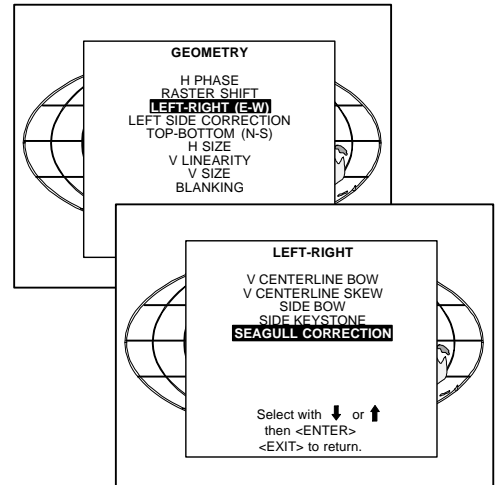 GEOMETRY
H PHASE
RASTER SHIFT
LEFT-RIGHT (E-W)
LEFT SIDE CORRECTION
TOP-BOTTOM (N-S)
H SIZE
V LINEARITY
V SIZE
BLANKING
LEFT-RIGHT
V CENTERLINE BOW
V CENTERLINE SKEW
SIDE BOW
SIDE KEYSTONE
SEAGULL CORRECTION
Select with ⬇ or ⬆
then <ENTER>
<EXIT> to return.